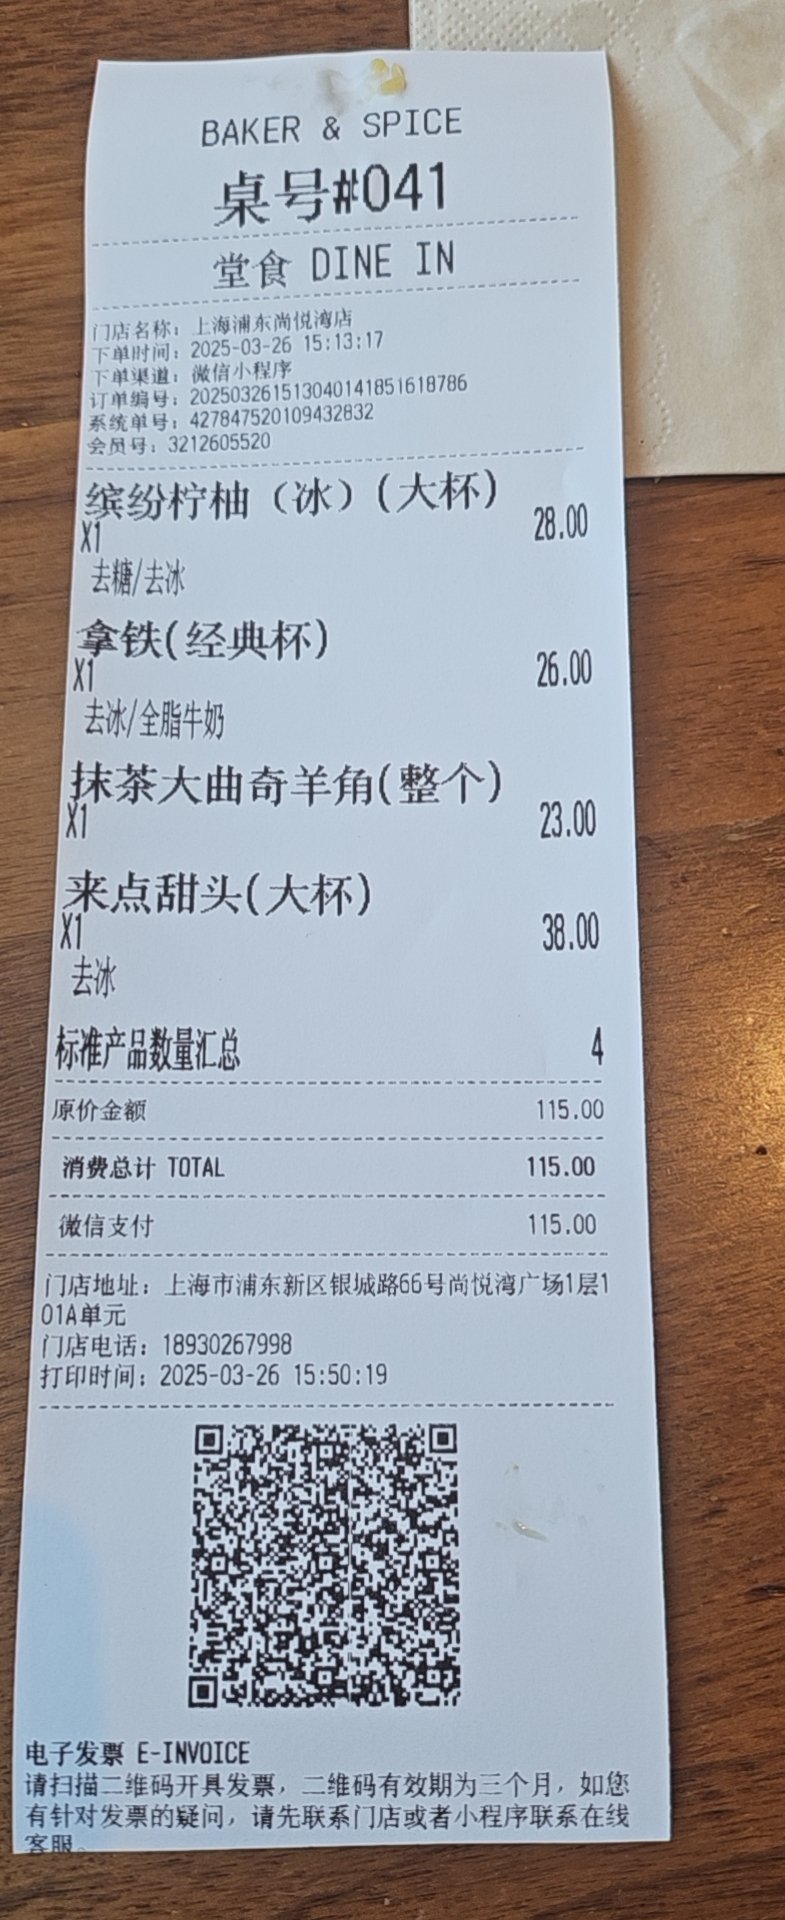 BAKER & SPICE
桌号#041
堂食 DINE IN
门店名称：上海浦东尚悦湾店
下单时间：2025-03-26 15:13:17
下单渠道：微信小程序
订单编号：20250326151304014185161​8786
系统单号：427847520109432832
会员号：3212605520
缤纷柠柚（冰）(大杯) 28.00
X1
去糖/去冰
拿铁(经典杯) 26.00
X1
去冰/全脂牛奶
抹茶大曲奇羊角(整个) 23.00
X1
来点甜头(大杯) 38.00
X1
去冰
标准产品数量汇总 4
原价金额 115.00
消费总计 TOTAL 115.00
微信支付 115.00
门店地址：上海市浦东新区银城路66号尚悦湾广场1层1
01A单元
门店电话：18930267998
打印时间：2025-03-26 15:50:19
电子发票 E-INVOICE
请扫描二维码开具发票，二维码有效期为三个月，如您
有针对发票的疑问，请先联系门店或者小程序联系在线
客服。